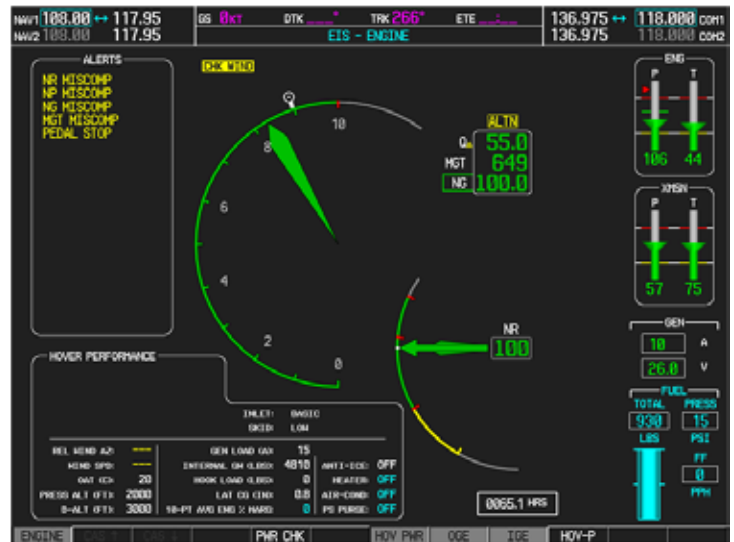 NAV1 108.00 ↔ 117.95
NAV2 108.00 117.95
GS 0KT DTK ___° TRK 266° ETE __:__
EIS - ENGINE
136.975 ↔ 118.000 COM1
136.975 118.000 COM2
ALERTS
NR MISCOMP
NP MISCOMP
NG MISCOMP
MGT MISCOMP
PEDAL STOP
CHK WIND
10
8
6
4
2
0
ALTN
Q 55.0
MGT 649
NG 100.0
NR
100
ENG
P T
106 44
XMSN
P T
57 75
GEN
10 A
26.0 V
FUEL
TOTAL PRESS
930 15
LBS PSI
FF
0
PPH
HOVER PERFORMANCE
INLET: BASIC
SKID: LOW
REL WIND AZ: ---
WIND SPD: ---
OAT (C): 20
PRESS ALT (FT): 2000
D-ALT (FT): 3000
GEN LOAD (A): 15
INTERNAL GW (LBS): 4810
HOOK LOAD (LBS): 0
LAT CG (IN): 0.8
50-PT AVG ENG % MARG: 0
ANTI-ICE: OFF
HEATER: OFF
AIR-COND: OFF
PS PURGE: OFF
0065.1 HRS
ENGINE PWR CHK HOV PWR OGE IGE HOV-P